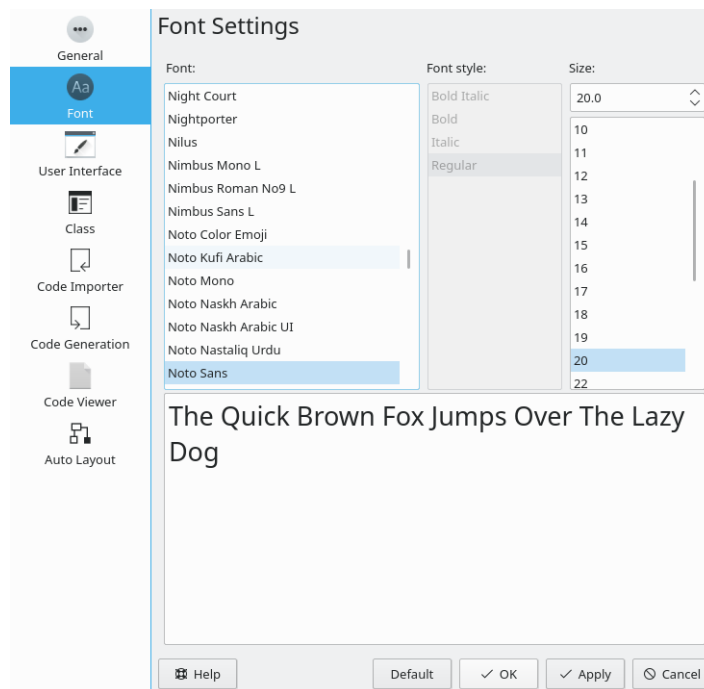 Font Settings
General
Font
User Interface
Class
Code Importer
Code Generation
Code Viewer
Auto Layout
Font:
Night Court
Nightporter
Nilus
Nimbus Mono L
Nimbus Roman No9 L
Nimbus Sans L
Noto Color Emoji
Noto Kufi Arabic
Noto Mono
Noto Naskh Arabic
Noto Naskh Arabic UI
Noto Nastaliq Urdu
Noto Sans
Font style:
Bold Italic
Bold
Italic
Regular
Size:
20.0
10
11
12
13
14
15
16
17
18
19
20
22
The Quick Brown Fox Jumps Over The Lazy
Dog
Help
Default
OK
Apply
Cancel
Aa